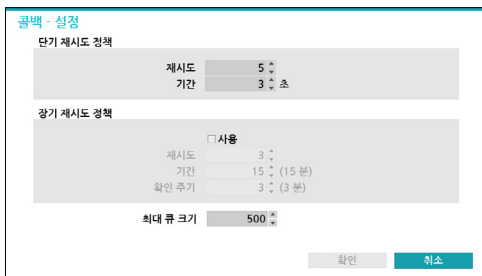 콜백 - 설정
단기 재시도 정책
재시도 5
기간 3 초
장기 재시도 정책
사용
재시도 3
기간 15 (15 분)
확인 주기 3 (3 분)
최대 큐 크기 500
확인 취소